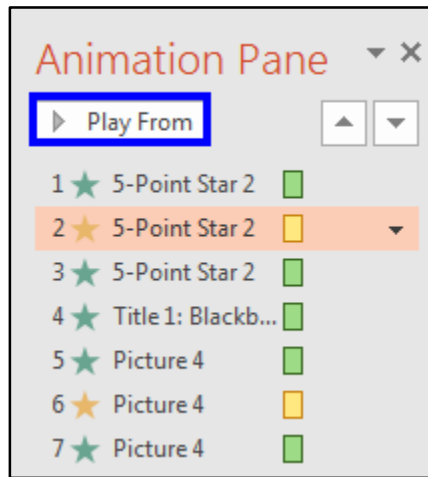 Animation Pane
Play From
1 5-Point Star 2
2 5-Point Star 2
3 5-Point Star 2
4 Title 1: Blackb...
5 Picture 4
6 Picture 4
7 Picture 4